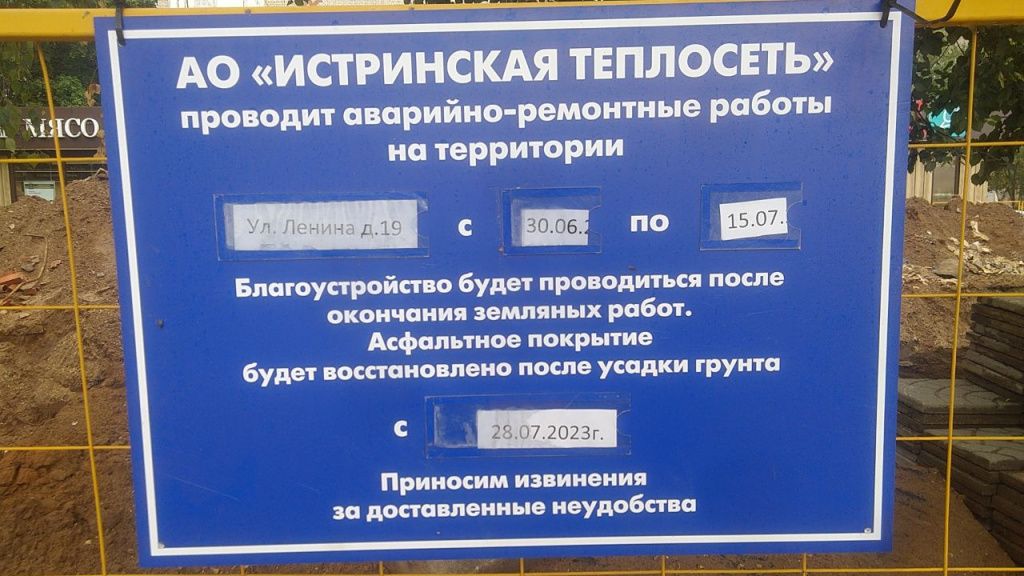 АО «ИСТРИНСКАЯ ТЕПЛОСЕТЬ»
проводит аварийно-ремонтные работы
на территории
Ул. Ленина д.19 с 30.06.2 по 15.07.
Благоустройство будет проводиться после
окончания земляных работ.
Асфальтное покрытие
будет восстановлено после усадки грунта
с 28.07.2023г.
Приносим извинения
за доставленные неудобства
МЯСО